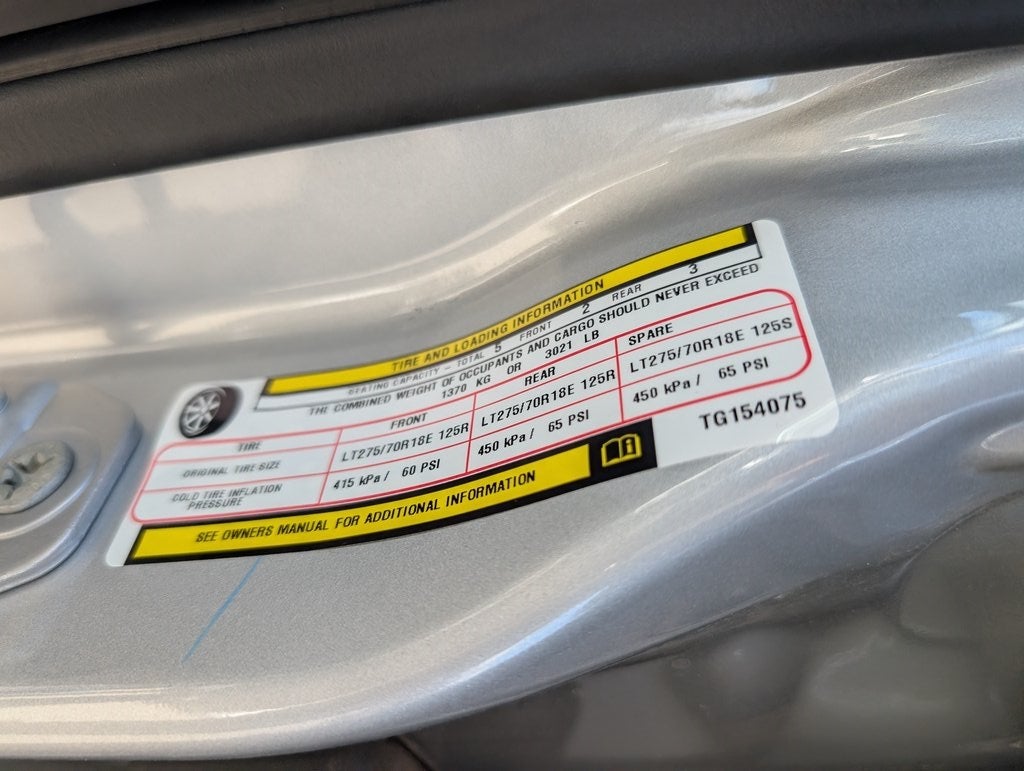 TIRE AND LOADING INFORMATION
SEATING CAPACITY - TOTAL 5 FRONT 2 REAR 3
THE COMBINED WEIGHT OF OCCUPANTS AND CARGO SHOULD NEVER EXCEED
1370 KG OR 3021 LB
TIRE FRONT REAR SPARE
ORIGINAL TIRE SIZE LT275/70R18E 125R LT275/70R18E 125R LT275/70R18E 125S
COLD TIRE INFLATION PRESSURE 415 kPa / 60 PSI 450 kPa / 65 PSI 450 kPa / 65 PSI
SEE OWNERS MANUAL FOR ADDITIONAL INFORMATION
TG154075